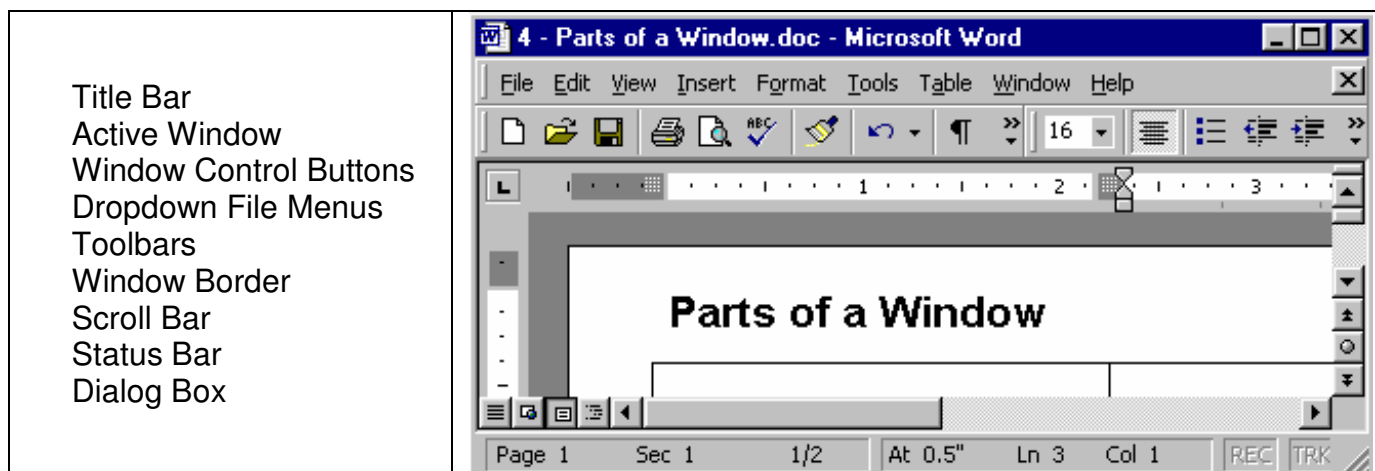 Title Bar
Active Window
Window Control Buttons
Dropdown File Menus
Toolbars
Window Border
Scroll Bar
Status Bar
Dialog Box
4 - Parts of a Window.doc - Microsoft Word
File Edit View Insert Format Tools Table Window Help
ABC 16
L 1 2 3
Parts of a Window
Page 1 Sec 1 1/2 At 0.5" Ln 3 Col 1 REC TRK